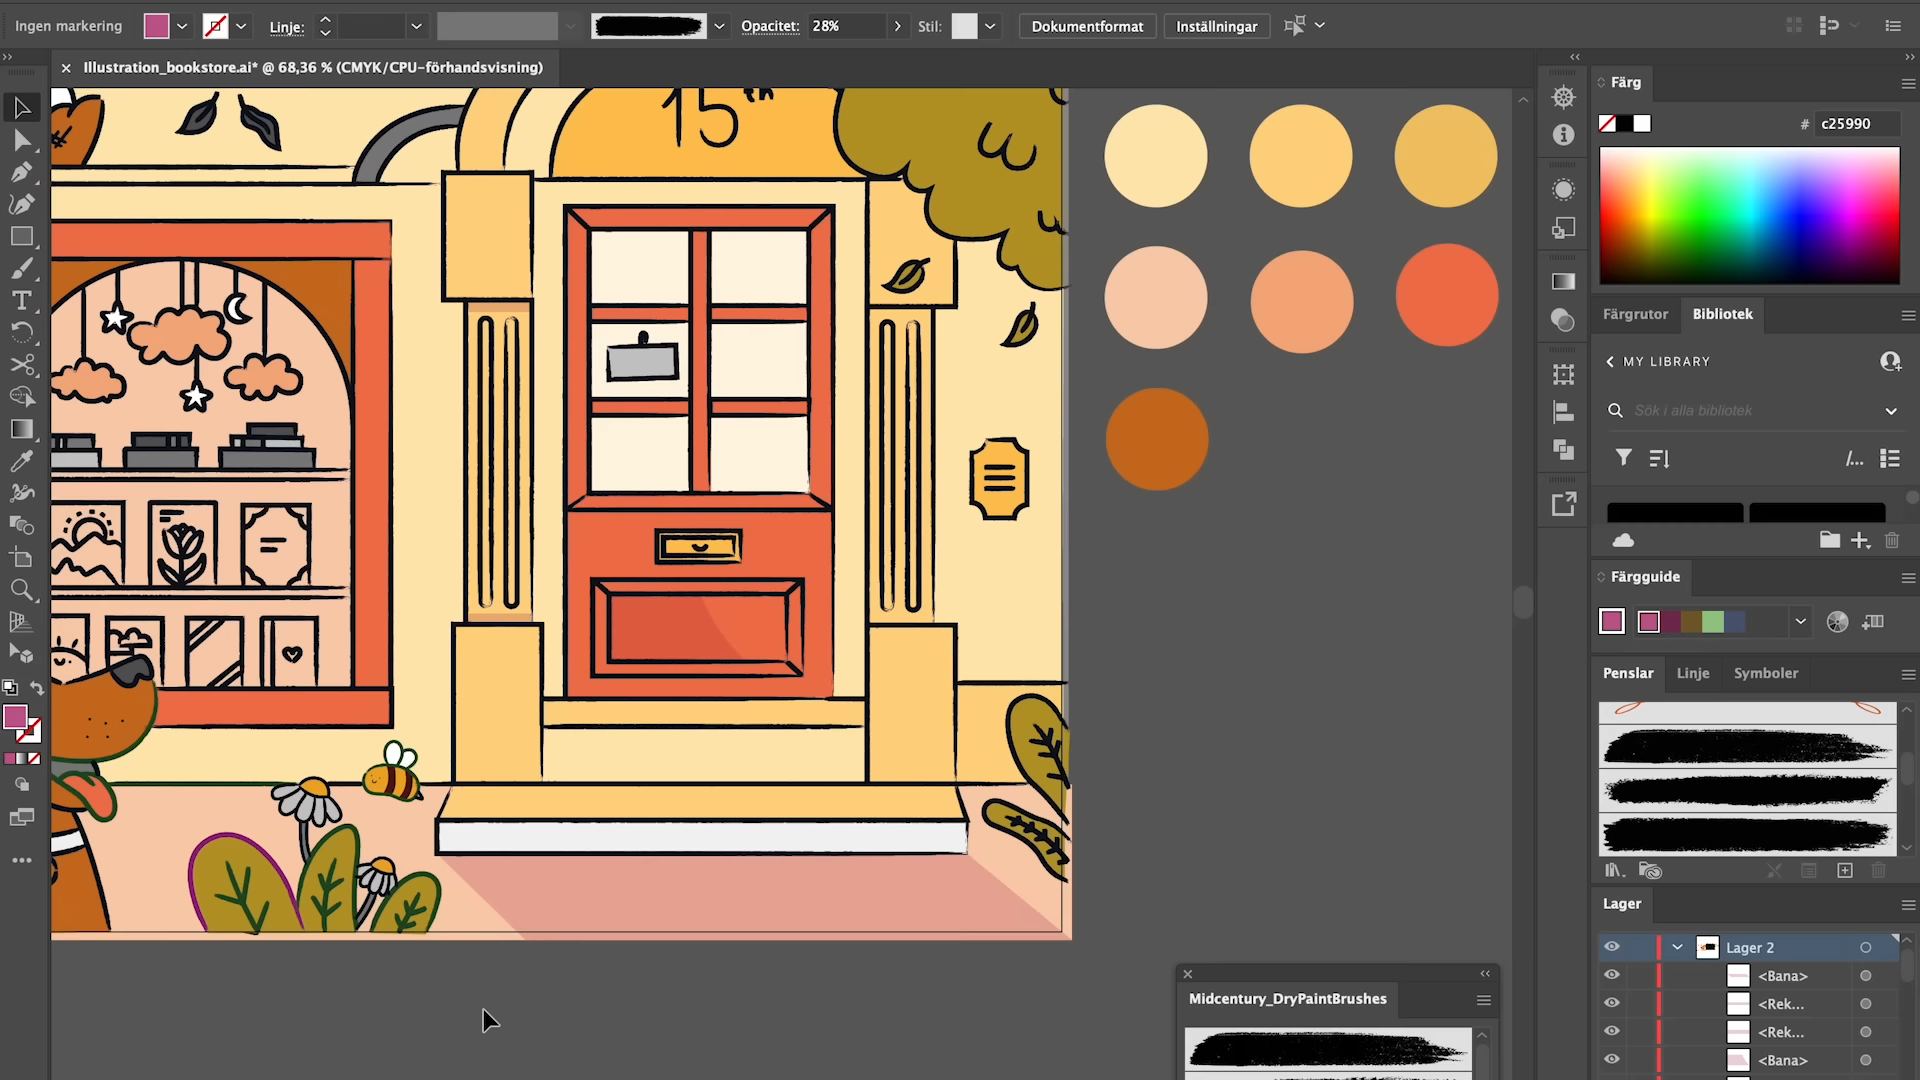 Ingen markering
Linje:
Opacitet: 28%
Stil:
Dokumentformat
Inställningar
Illustration_bookstore.ai* @ 68,36 % (CMYK/CPU-förhandsvisning)
15th
Färg
# c25990
Färgrutor
Bibliotek
MY LIBRARY
Sök i alla bibliotek
Färgguide
Penslar
Linje
Symboler
Lager
Lager 2
<Bana>
<Rek...
<Rek...
<Bana>
Midcentury_DryPaintBrushes